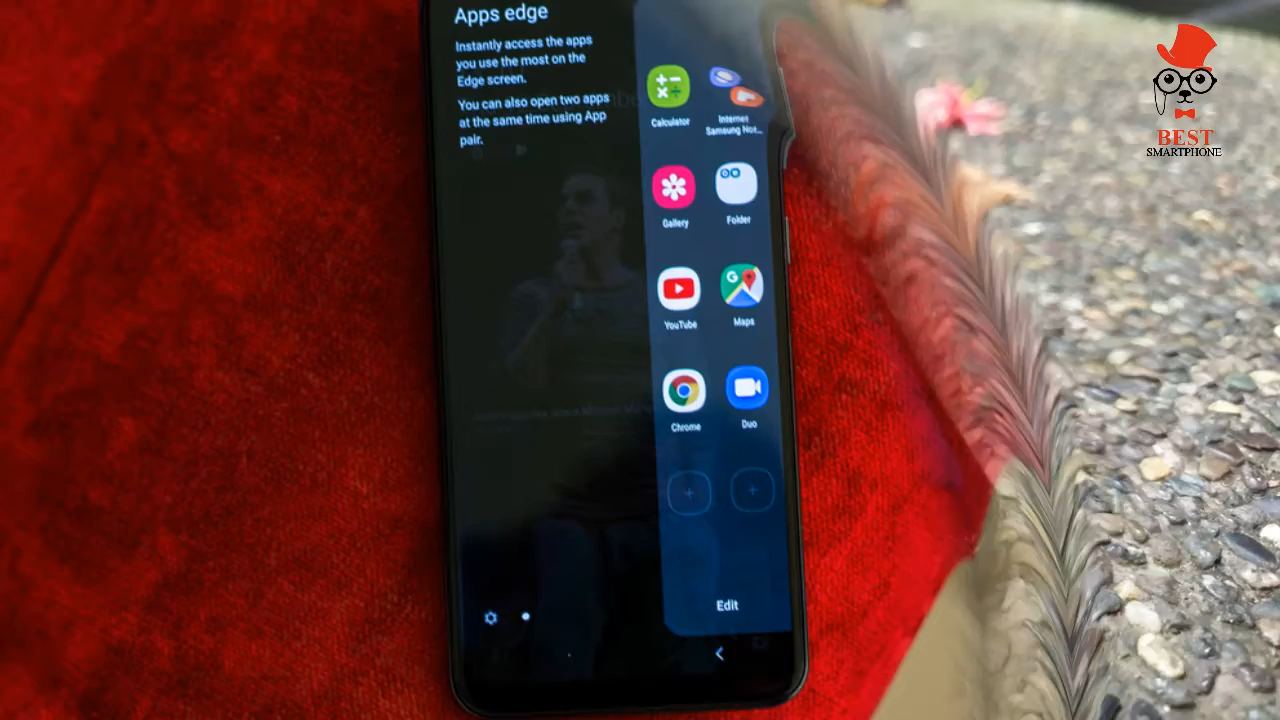 Apps edge
Instantly access the apps
you use the most on the
Edge screen.
You can also open two apps
at the same time using App
pair.
Calculator
Internet
Samsung Not...
Gallery
Folder
YouTube
G
Maps
Chrome
Duo
Edit
BEST
SMARTPHONE